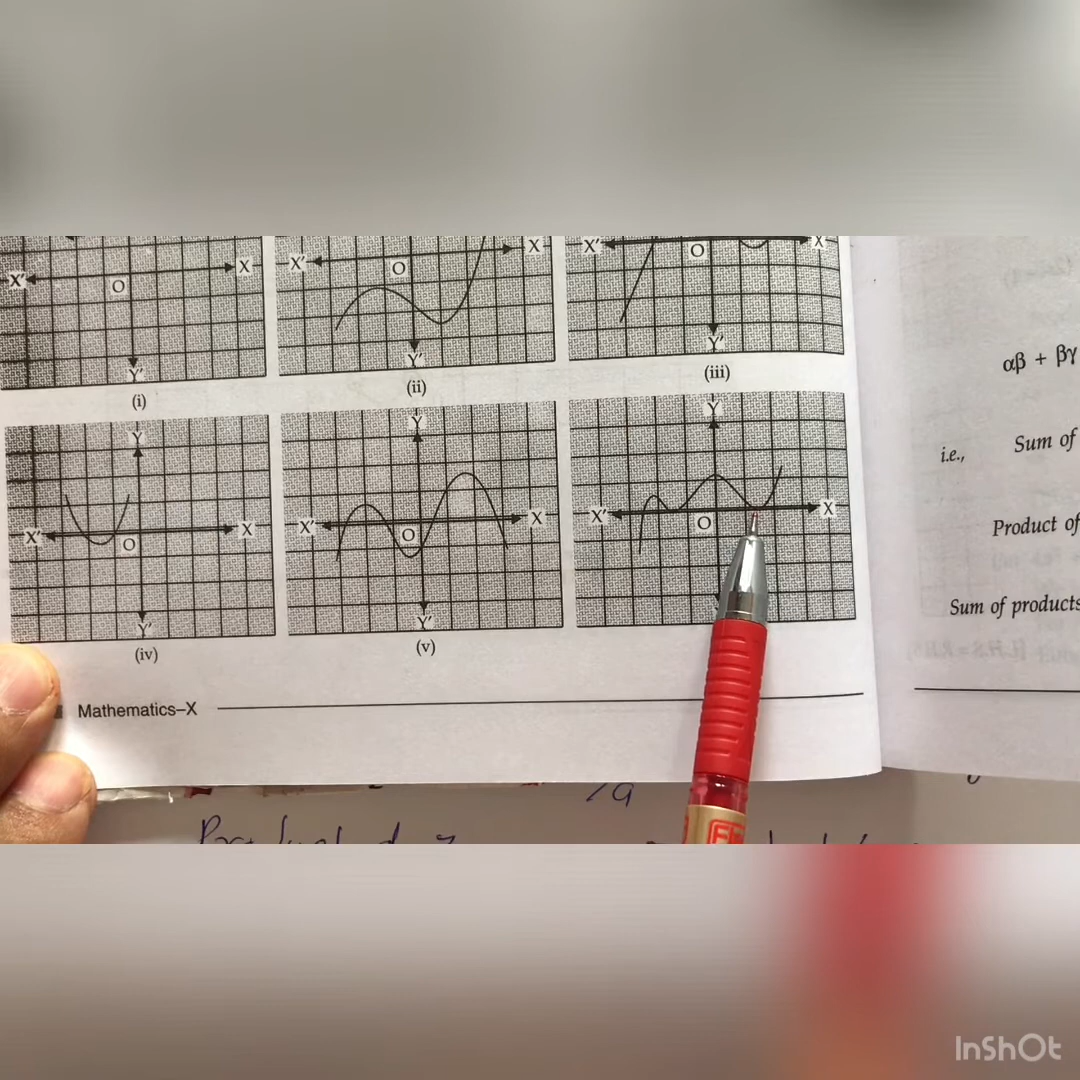 X' O X
Y'
(i)
X' O X
Y'
(ii)
X' O X
Y'
(iii)
Y
X' O X
Y'
(iv)
Y
X' O X
Y'
(v)
Y
X' O X
Mathematics–X
αβ + βγ
i.e., Sum of
Product of
Sum of products
InShOt